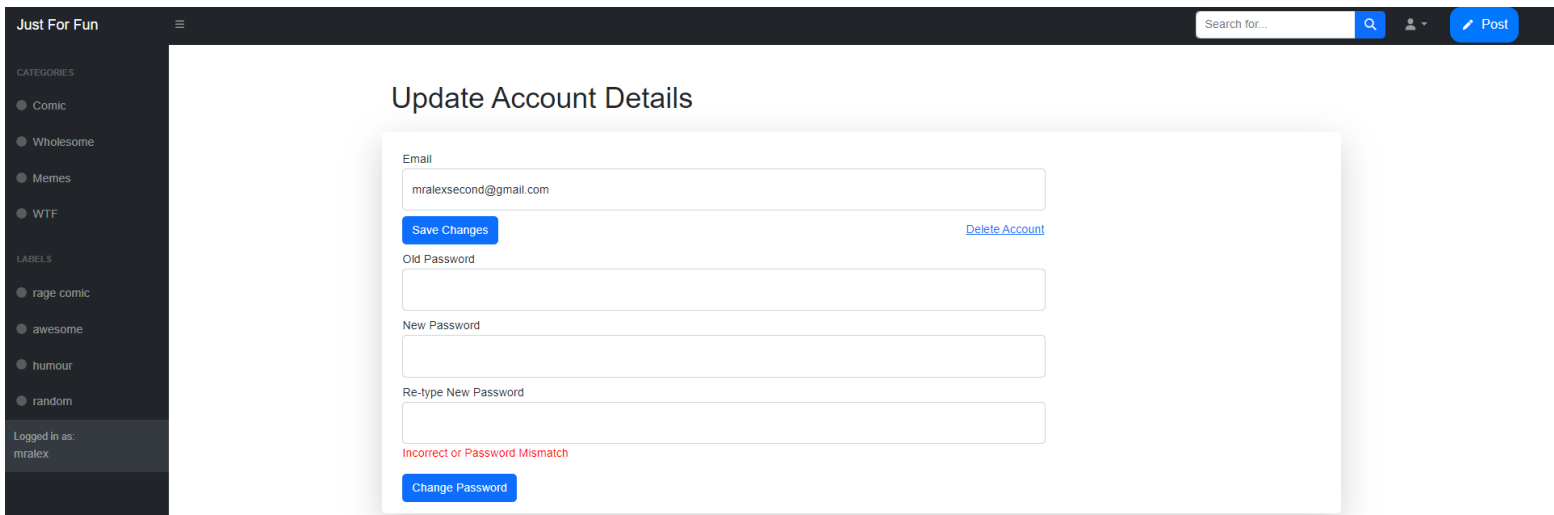 Just For Fun
Search for...
Post
CATEGORIES
Comic
Wholesome
Memes
WTF
LABELS
rage comic
awesome
humour
random
Logged in as:
mralex
Update Account Details
Email
mralexsecond@gmail.com
Save Changes
Delete Account
Old Password
New Password
Re-type New Password
Incorrect or Password Mismatch
Change Password